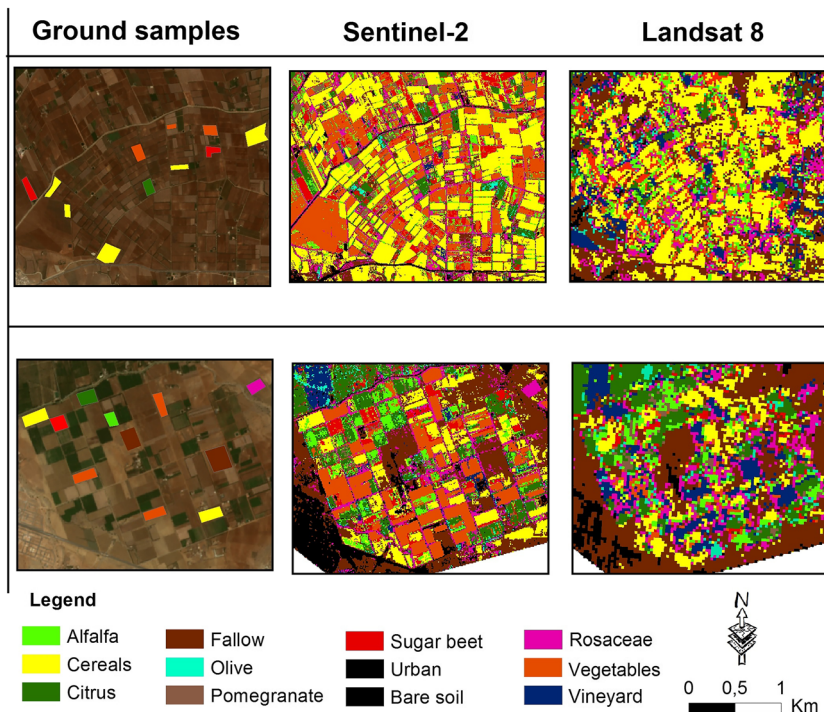 Ground samples
Sentinel-2
Landsat 8
Legend
Alfalfa
Fallow
Sugar beet
Rosaceae
Cereals
Olive
Urban
Vegetables
Citrus
Pomegranate
Bare soil
Vineyard
N
0 0,5 1
Km